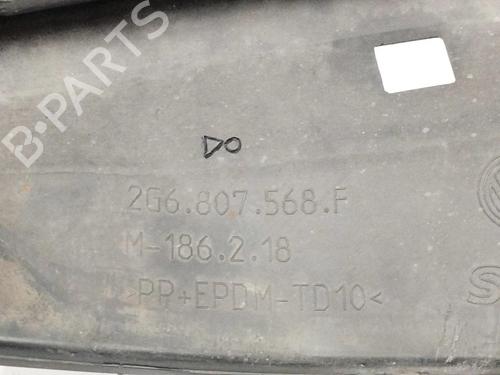 B-PARTS
DO
2G6.807.568.F
M-186.2.18
>PP+EPDM-TD10<
S